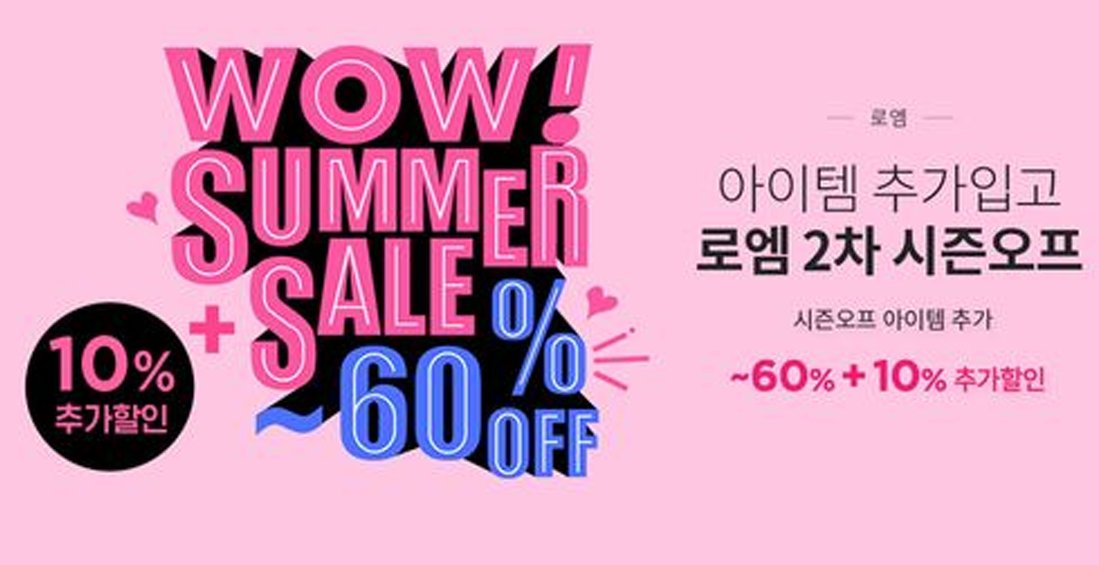 WOW!
SUMMER
SALE
~60% OFF
+
10%
추가할인
로엠
아이템 추가입고
로엠 2차 시즌오프
시즌오프 아이템 추가
~60% + 10% 추가할인